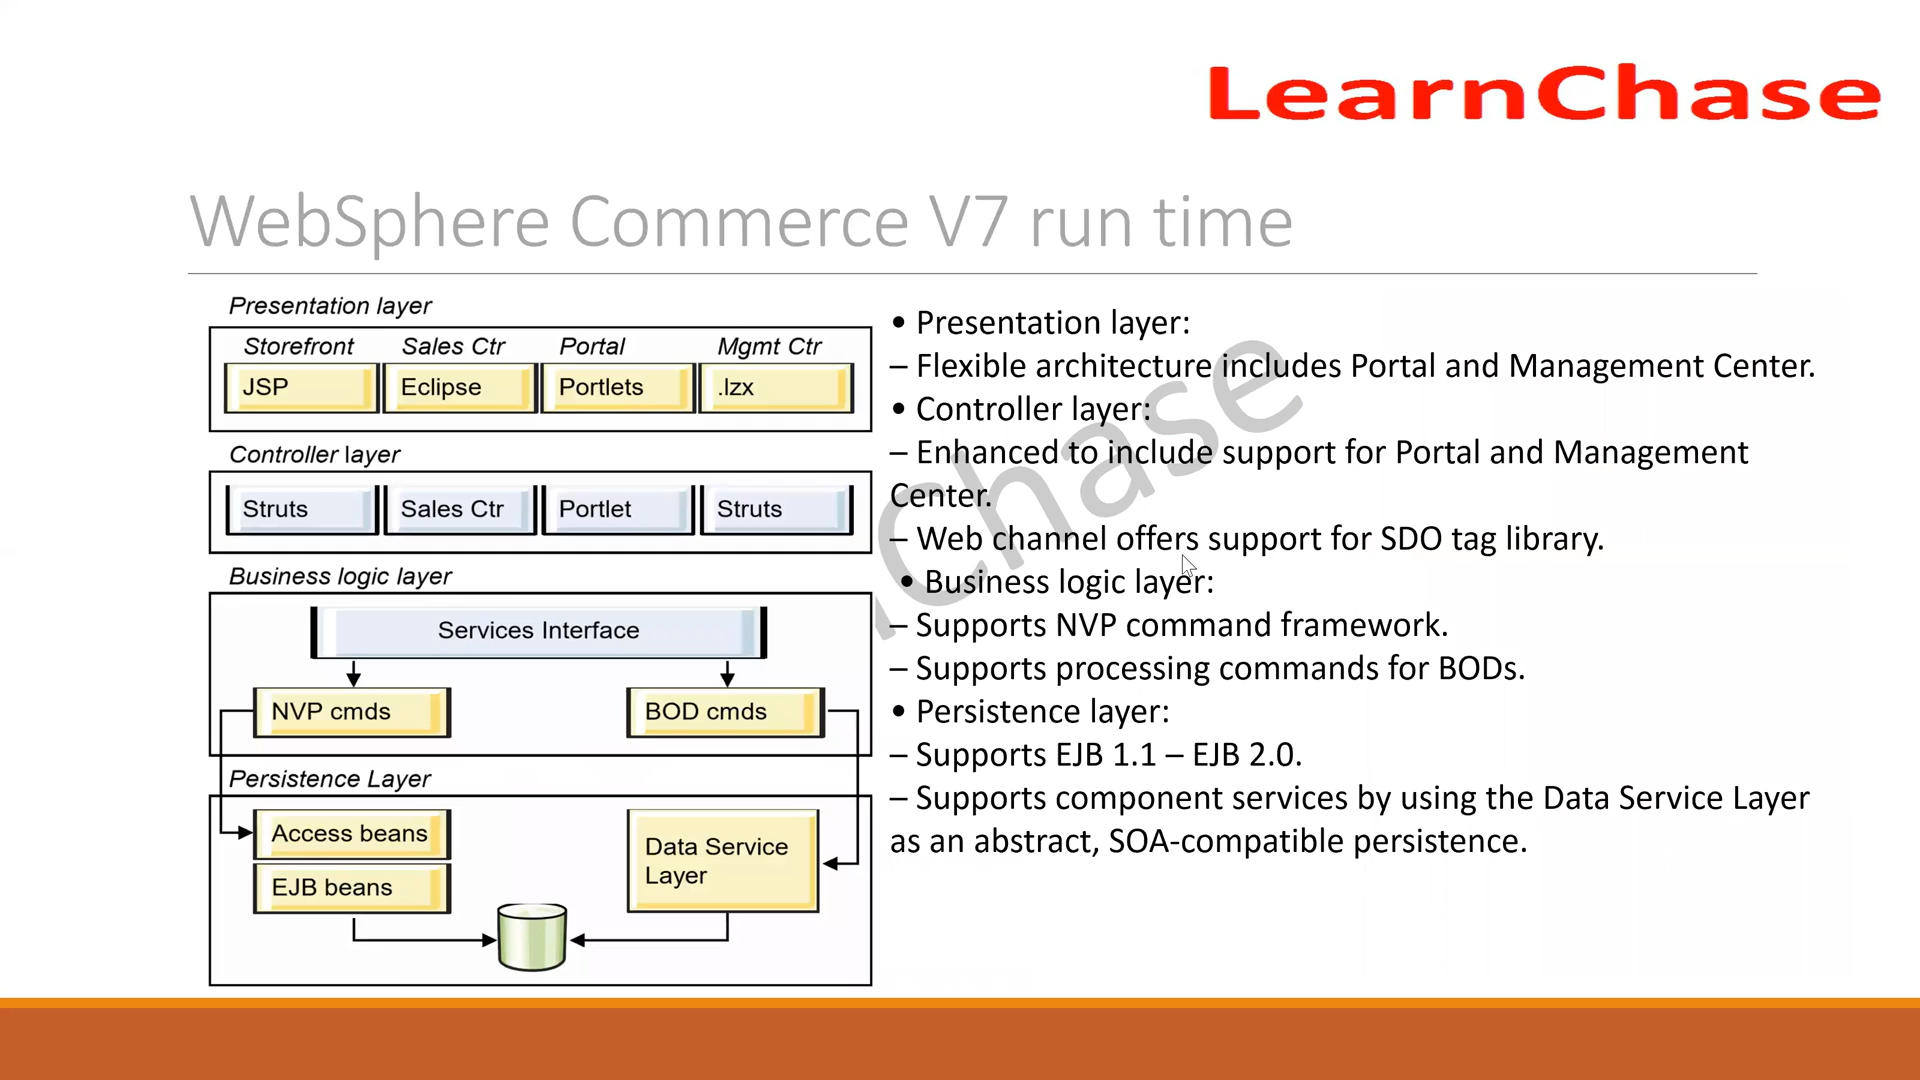 LearnChase
WebSphere Commerce V7 run time
Presentation layer
Storefront Sales Ctr Portal Mgmt Ctr
JSP Eclipse Portlets .lzx
Controller layer
Struts Sales Ctr Portlet Struts
Business logic layer
Services Interface
NVP cmds BOD cmds
Persistence Layer
Access beans
EJB beans
Data Service
Layer
• Presentation layer:
– Flexible architecture includes Portal and Management Center.
• Controller layer:
– Enhanced to include support for Portal and Management
Center.
– Web channel offers support for SDO tag library.
• Business logic layer:
– Supports NVP command framework.
– Supports processing commands for BODs.
• Persistence layer:
– Supports EJB 1.1 – EJB 2.0.
– Supports component services by using the Data Service Layer
as an abstract, SOA-compatible persistence.
Chase